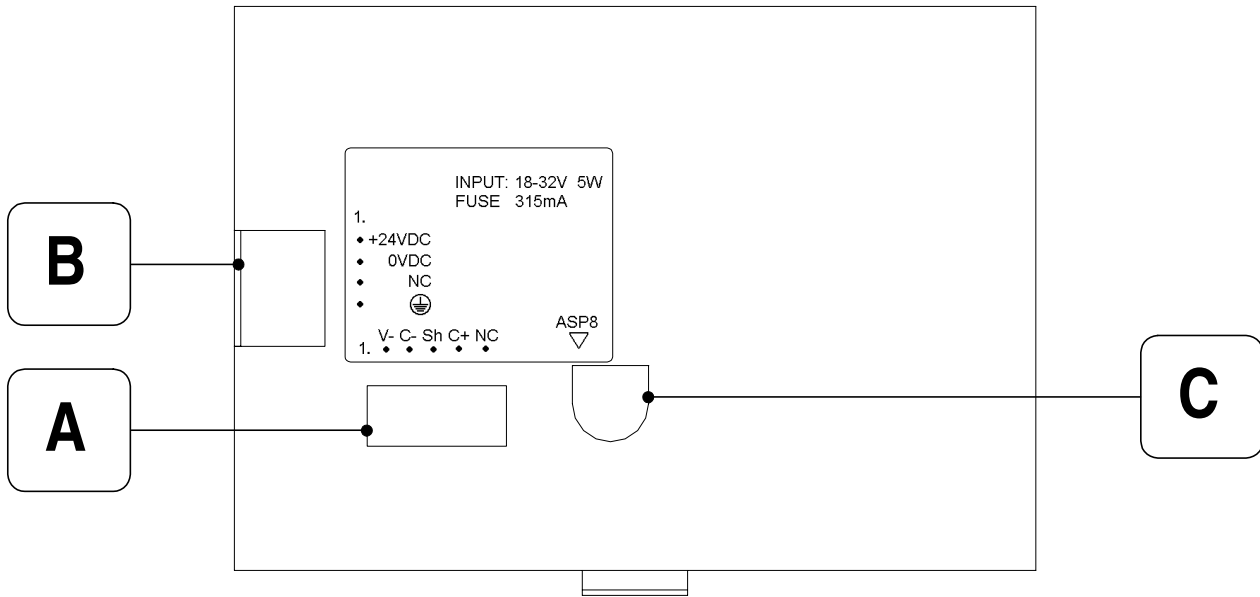 INPUT: 18-32V 5W
FUSE 315mA
1.
+24VDC
0VDC
B
NC
ASP8
V- C- Sh C+ NC
1.
A
C